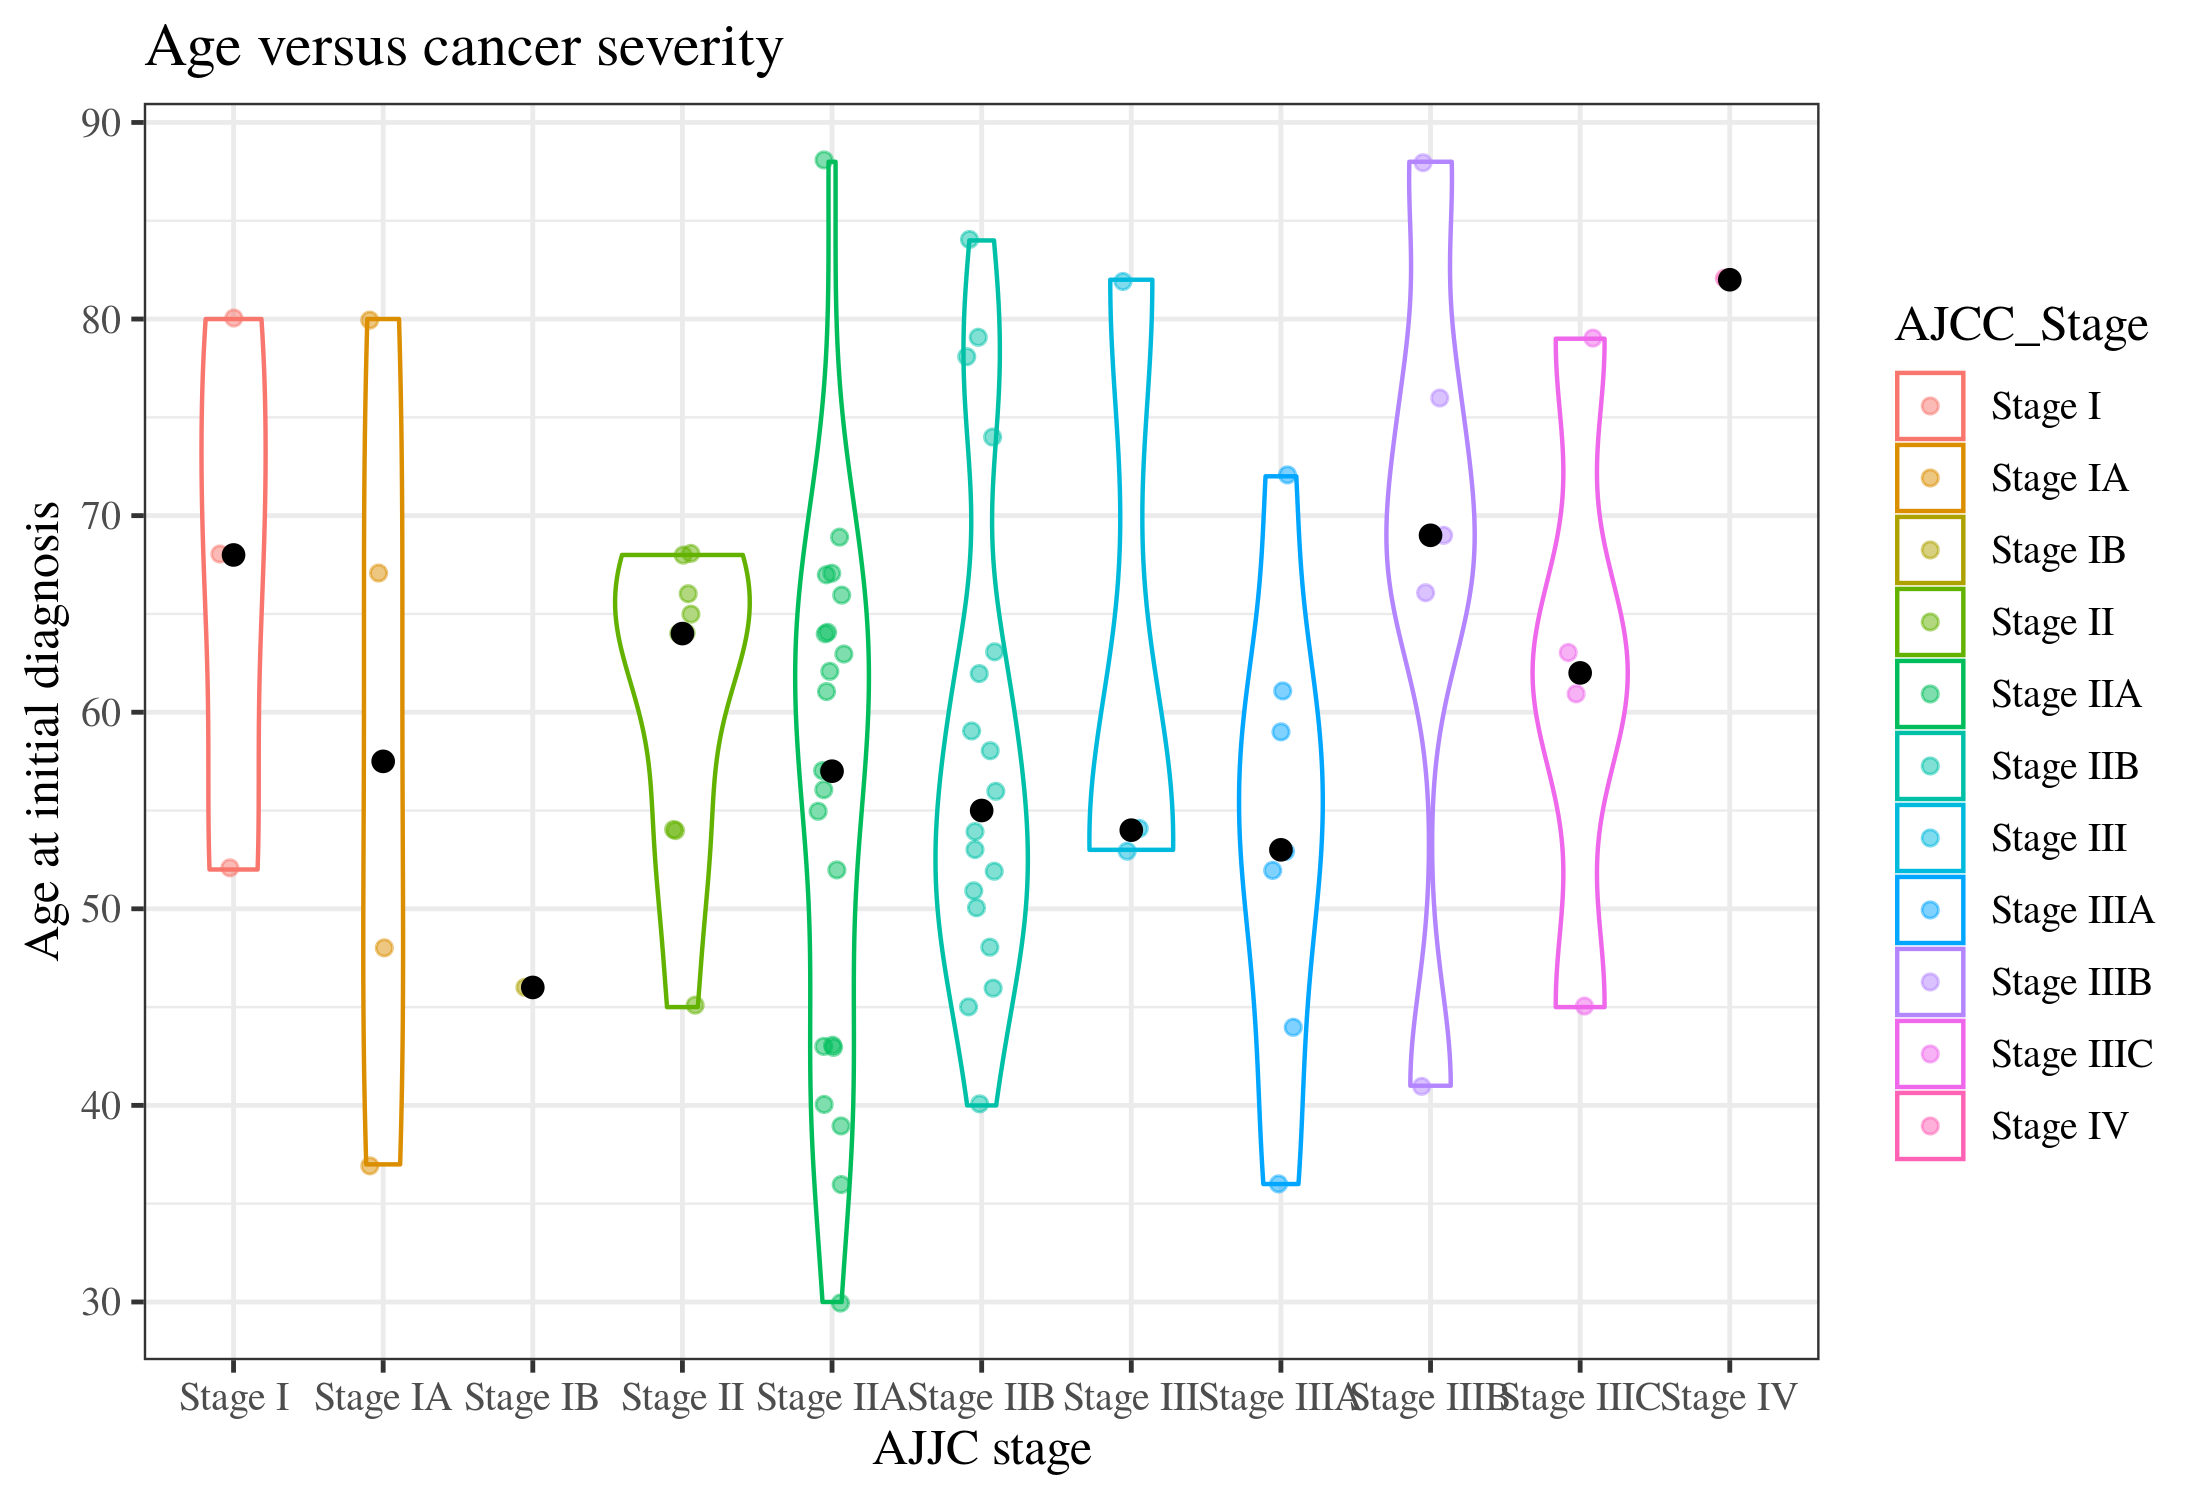 Age versus cancer severity
90
80
70
60
50
40
30
Age at initial diagnosis
Stage I Stage IA Stage IB Stage II Stage IIA Stage IIB Stage III Stage IIIA Stage IIIB Stage IIIC Stage IV
AJJC stage
AJCC_Stage
Stage I
Stage IA
Stage IB
Stage II
Stage IIA
Stage IIB
Stage III
Stage IIIA
Stage IIIB
Stage IIIC
Stage IV